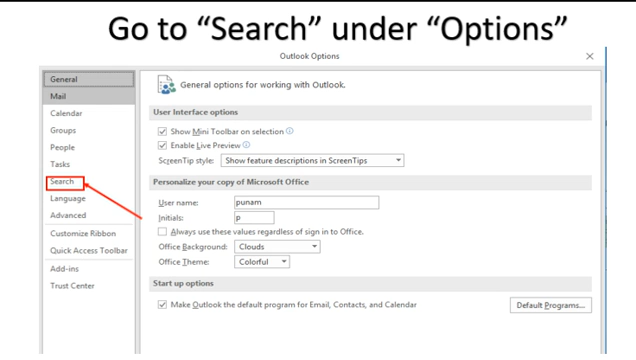 Go to “Search” under “Options”
Outlook Options
General
Mail
Calendar
Groups
People
Tasks
Search
Language
Advanced
Customize Ribbon
Quick Access Toolbar
Add-ins
Trust Center
General options for working with Outlook.
User Interface options
Show Mini Toolbar on selection
Enable Live Preview
ScreenTip style: Show feature descriptions in ScreenTips
Personalize your copy of Microsoft Office
User name: punam
Initials: p
Always use these values regardless of sign in to Office.
Office Background: Clouds
Office Theme: Colorful
Start up options
Make Outlook the default program for Email, Contacts, and Calendar
Default Programs...